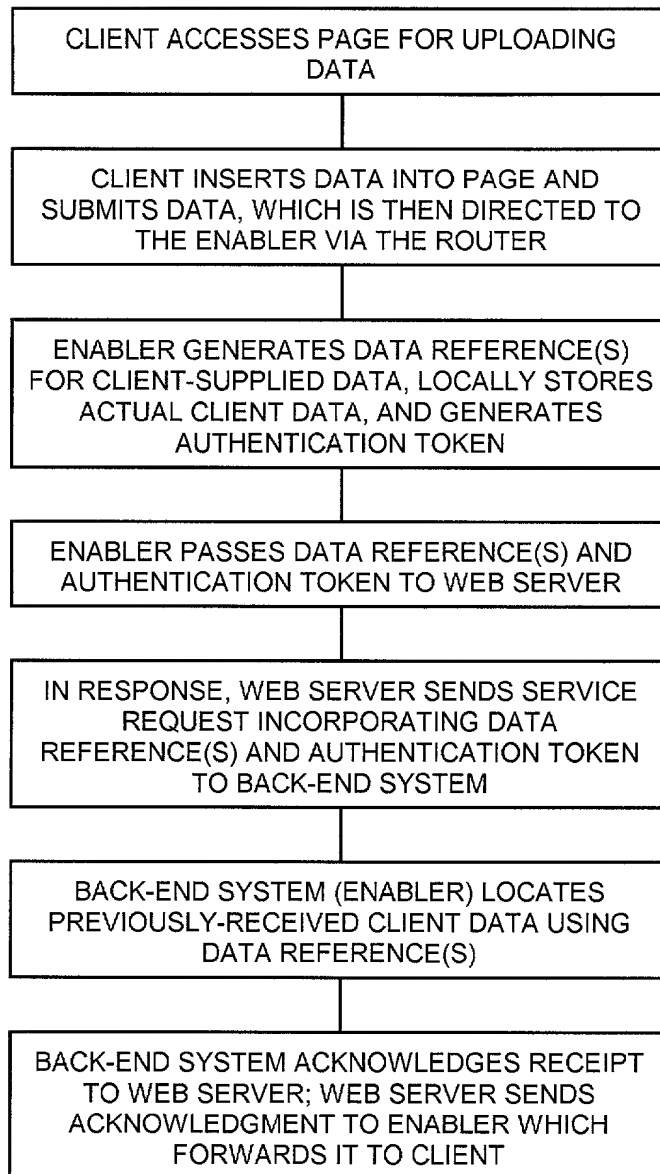 CLIENT ACCESSES PAGE FOR UPLOADING
DATA
CLIENT INSERTS DATA INTO PAGE AND
SUBMITS DATA, WHICH IS THEN DIRECTED TO
THE ENABLER VIA THE ROUTER
ENABLER GENERATES DATA REFERENCE(S)
FOR CLIENT-SUPPLIED DATA, LOCALLY STORES
ACTUAL CLIENT DATA, AND GENERATES
AUTHENTICATION TOKEN
ENABLER PASSES DATA REFERENCE(S) AND
AUTHENTICATION TOKEN TO WEB SERVER
IN RESPONSE, WEB SERVER SENDS SERVICE
REQUEST INCORPORATING DATA
REFERENCE(S) AND AUTHENTICATION TOKEN
TO BACK-END SYSTEM
BACK-END SYSTEM (ENABLER) LOCATES
PREVIOUSLY-RECEIVED CLIENT DATA USING
DATA REFERENCE(S)
BACK-END SYSTEM ACKNOWLEDGES RECEIPT
TO WEB SERVER; WEB SERVER SENDS
ACKNOWLEDGMENT TO ENABLER WHICH
FORWARDS IT TO CLIENT